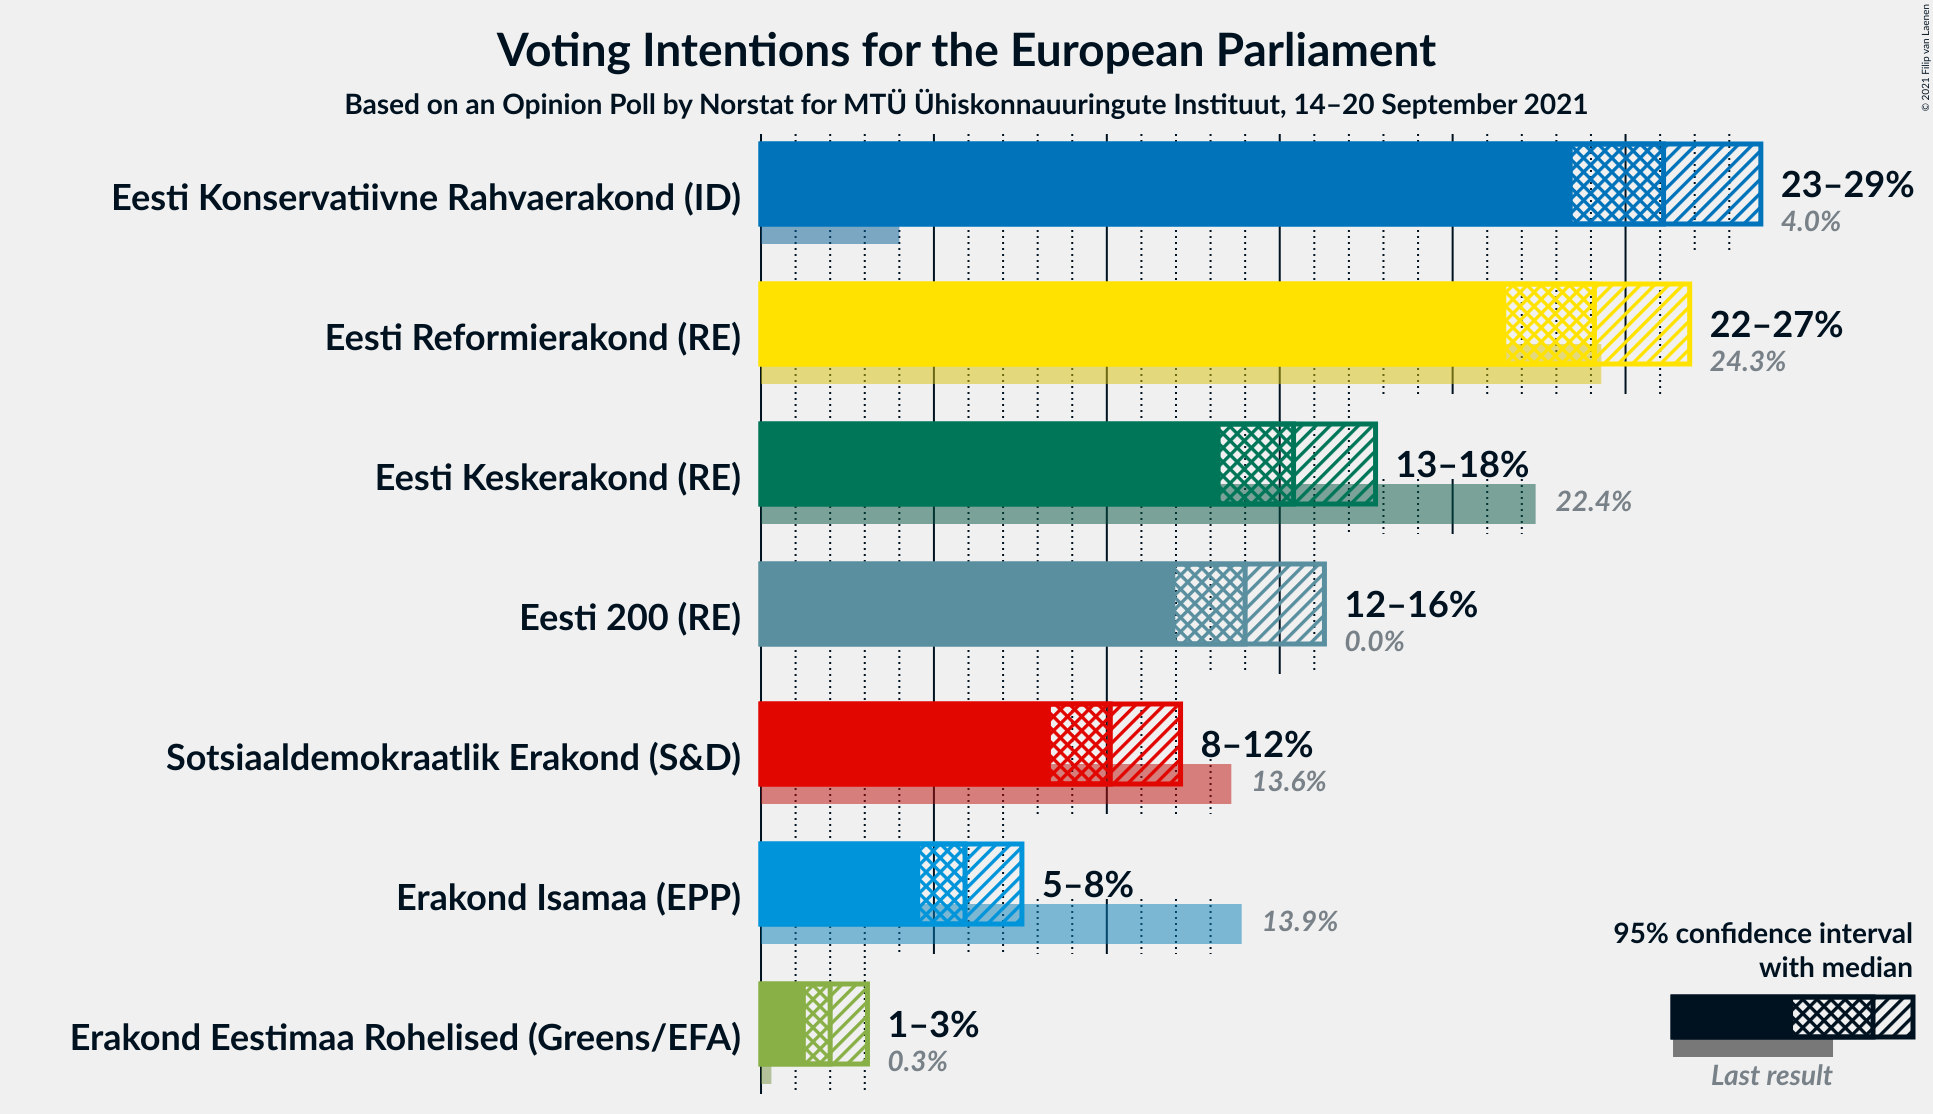 Voting Intentions for the European Parliament
Based on an Opinion Poll by Norstat for MTÜ Ühiskonnauuringute Instituut, 14–20 September 2021
© 2021 Filip van Laenen
Eesti Konservatiivne Rahvaerakond (ID)
23–29%
4.0%
Eesti Reformierakond (RE)
22–27%
24.3%
Eesti Keskerakond (RE)
13–18%
22.4%
Eesti 200 (RE)
12–16%
0.0%
Sotsiaaldemokraatlik Erakond (S&D)
8–12%
13.6%
Erakond Isamaa (EPP)
5–8%
13.9%
Erakond Eestimaa Rohelised (Greens/EFA)
1–3%
0.3%
95% confidence interval
with median
Last result